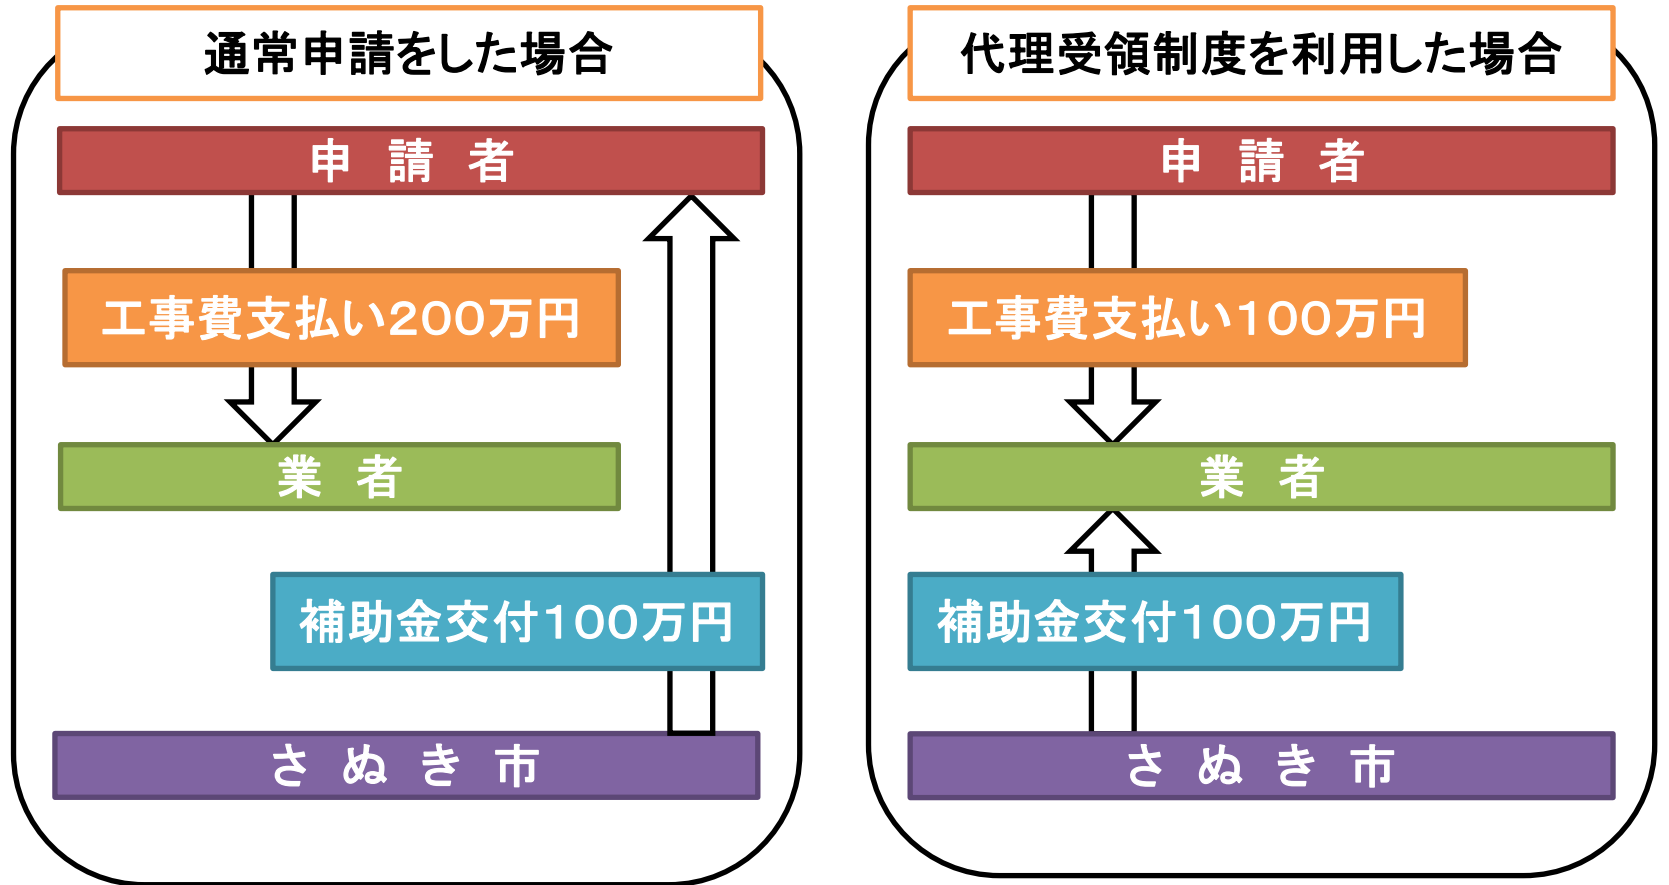 通常申請をした場合
申請者
工事費支払い200万円
業者
補助金交付100万円
さぬき市
代理受領制度を利用した場合
申請者
工事費支払い100万円
業者
補助金交付100万円
さぬき市